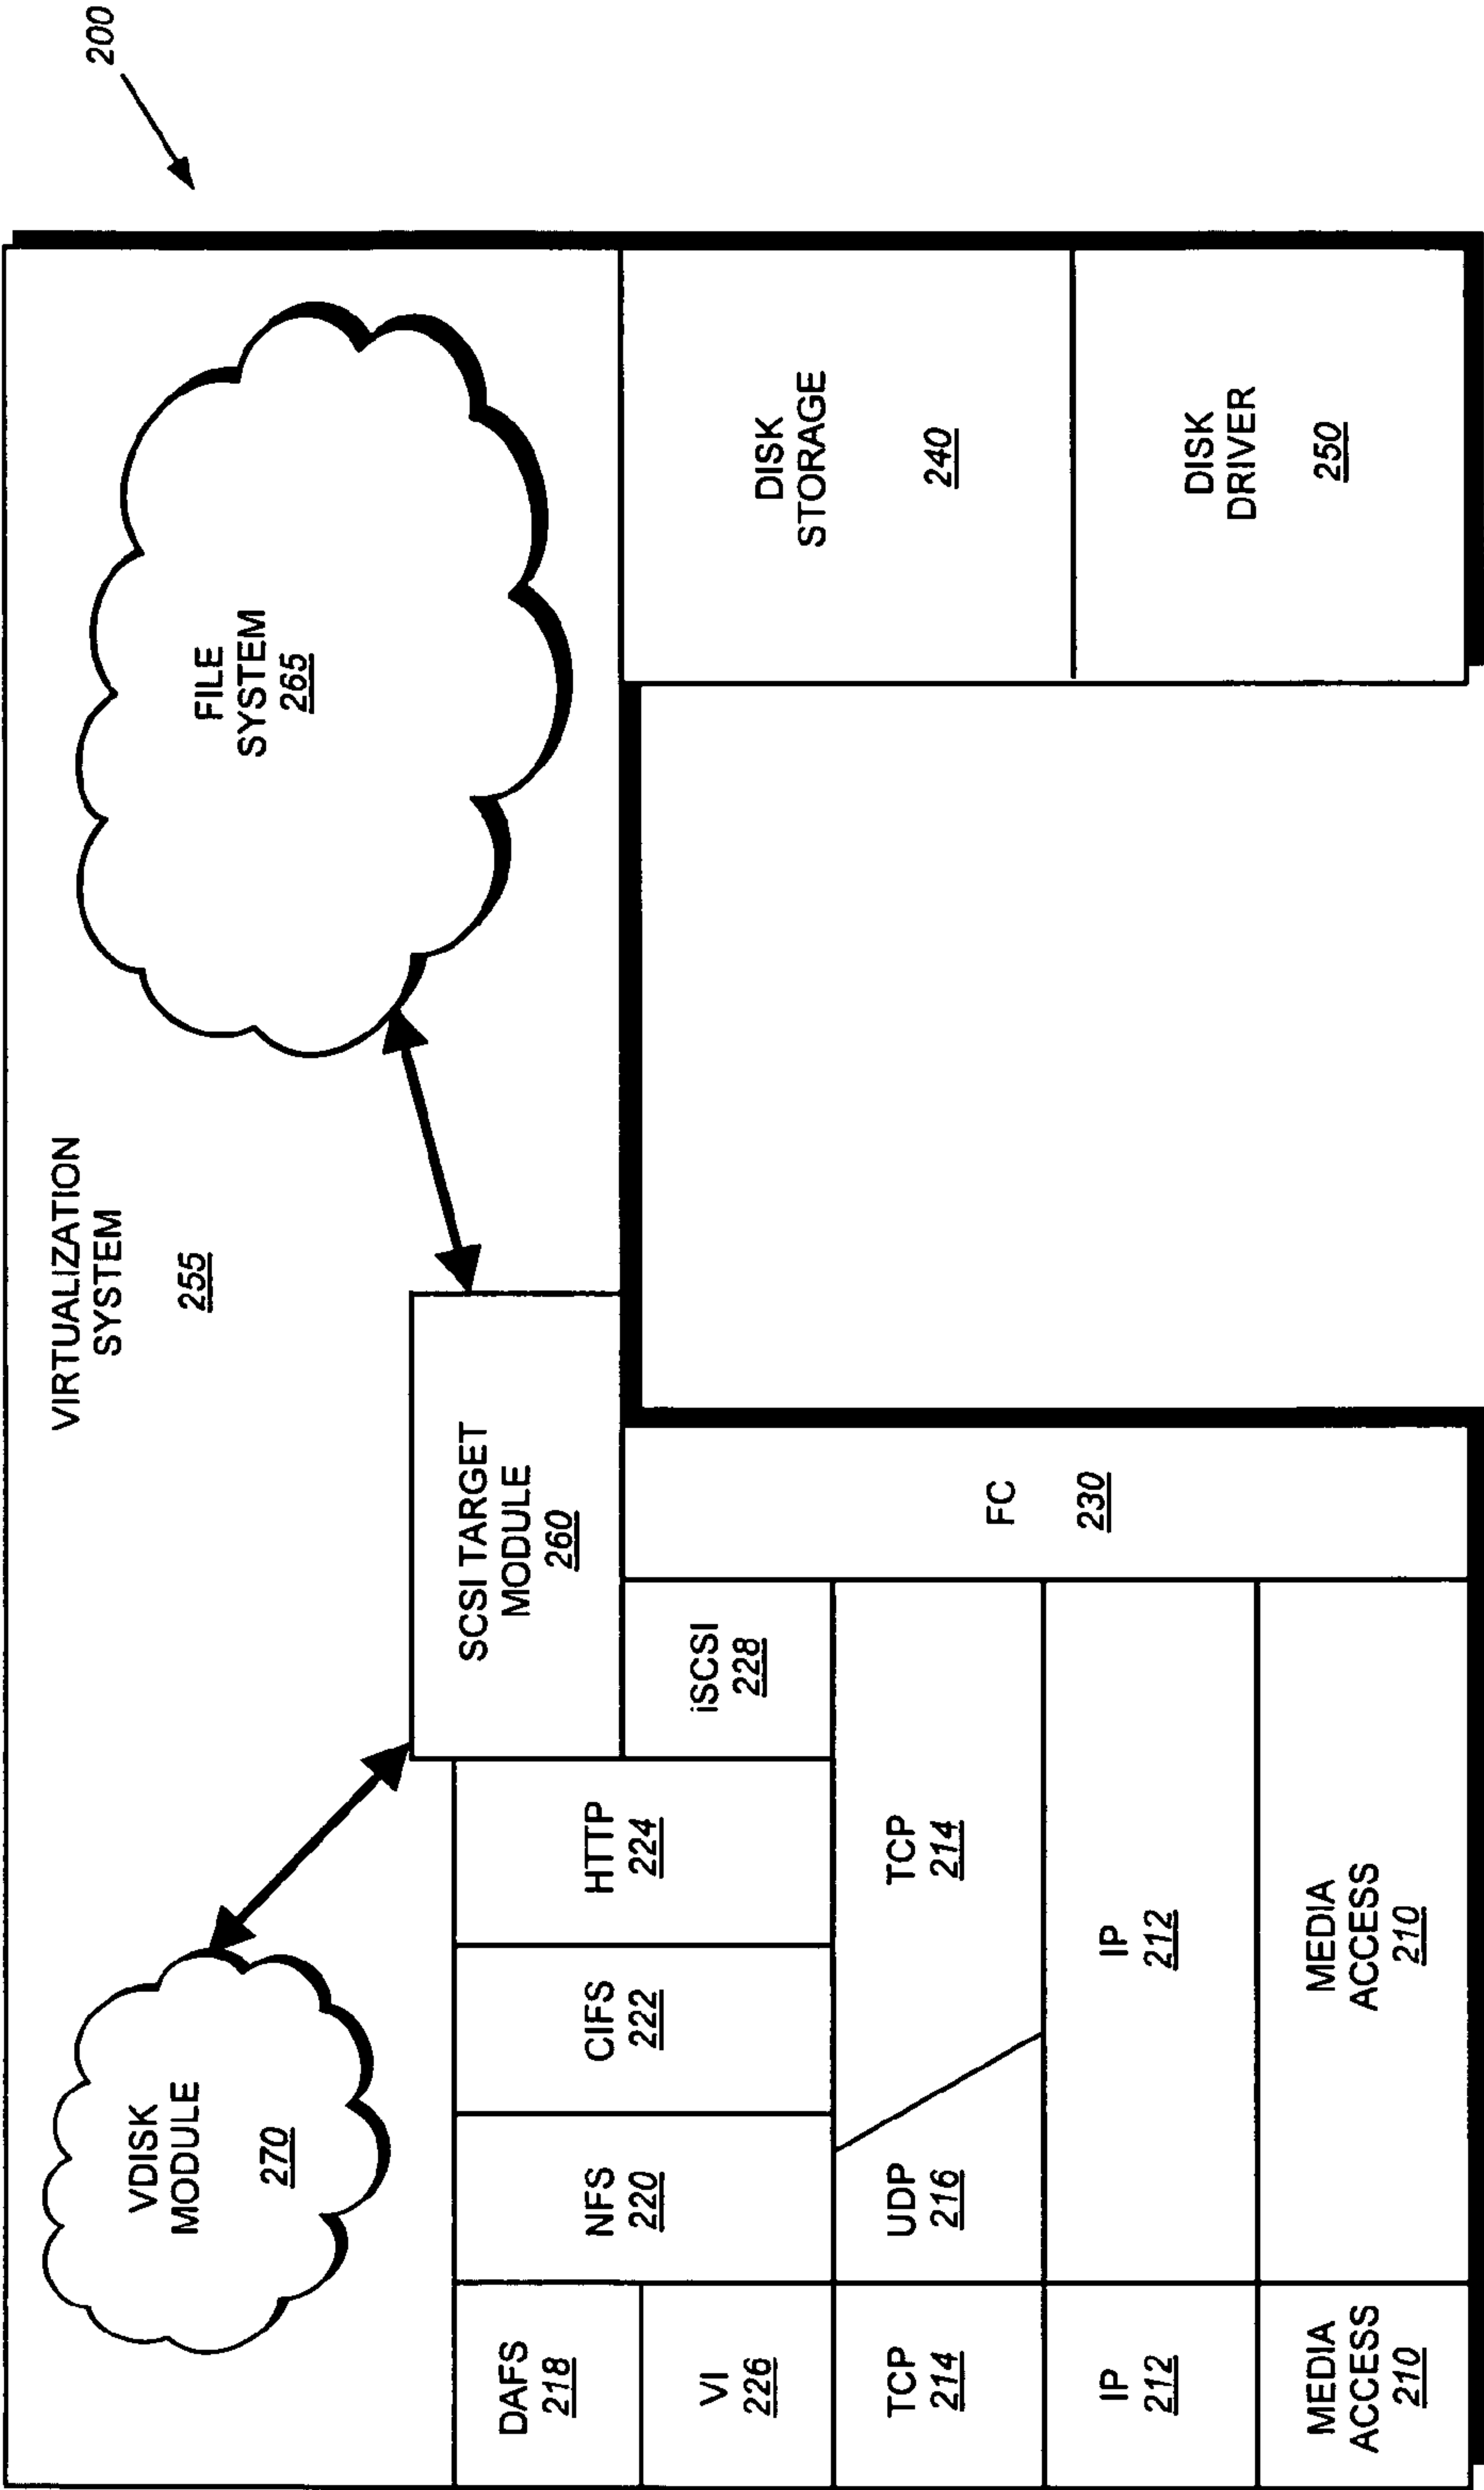 200
VIRTUALIZATION
SYSTEM
255
VDISK
MODULE
270
FILE
SYSTEM
265
SCSI TARGET
MODULE
260
DAFS
218
VI
226
NFS
220
CIFS
222
HTTP
224
iSCSI
228
FC
230
DISK
STORAGE
240
TCP
214
UDP
216
TCP
214
IP
212
IP
212
DISK
DRIVER
250
MEDIA
ACCESS
210
MEDIA
ACCESS
210